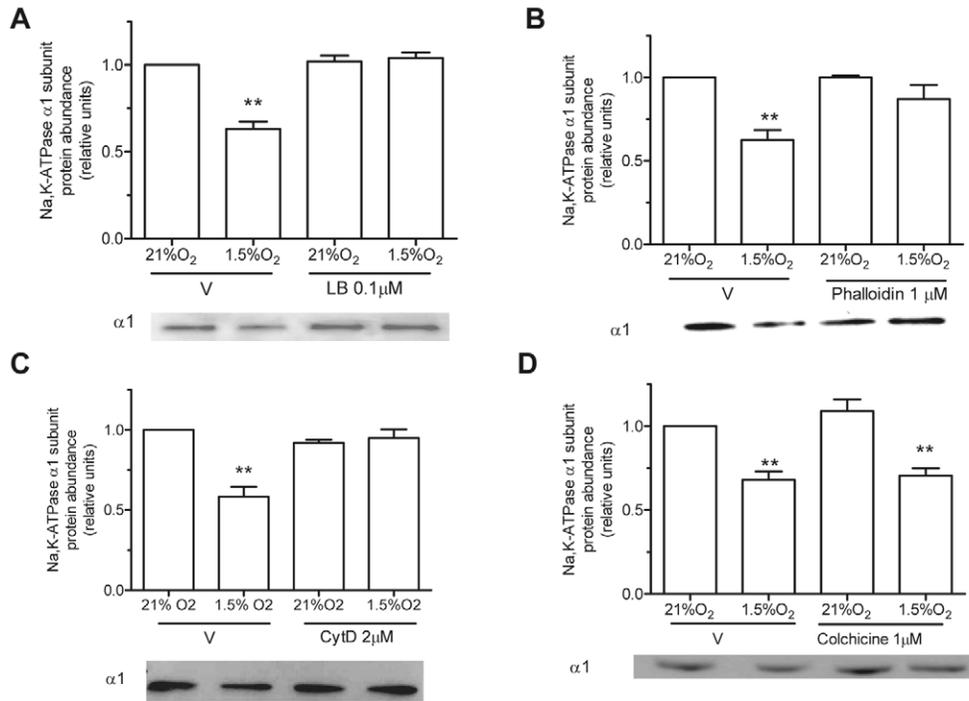 A
Na,K-ATPase α1 subunit
protein abundance
(relative units)
1.0
0.5
0.0
**
21%O₂ 1.5%O₂ 21%O₂ 1.5%O₂
V LB 0.1μM
α1
B
Na,K-ATPase α1 subunit
protein abundance
(relative units)
1.0
0.5
0.0
**
21%O₂ 1.5%O₂ 21%O₂ 1.5%O₂
V Phalloidin 1 μM
α1
C
Na,K-ATPase α1 subunit
protein abundance
(relative units)
1.0
0.5
0.0
**
21% O2 1.5% O2 21%O2 1.5%O2
V CytD 2μM
α1
D
Na,K-ATPase α1 subunit
protein abundance
(relative units)
1.0
0.5
0.0
** **
21%O₂ 1.5%O₂ 21%O₂ 1.5%O₂
V Colchicine 1μM
α1